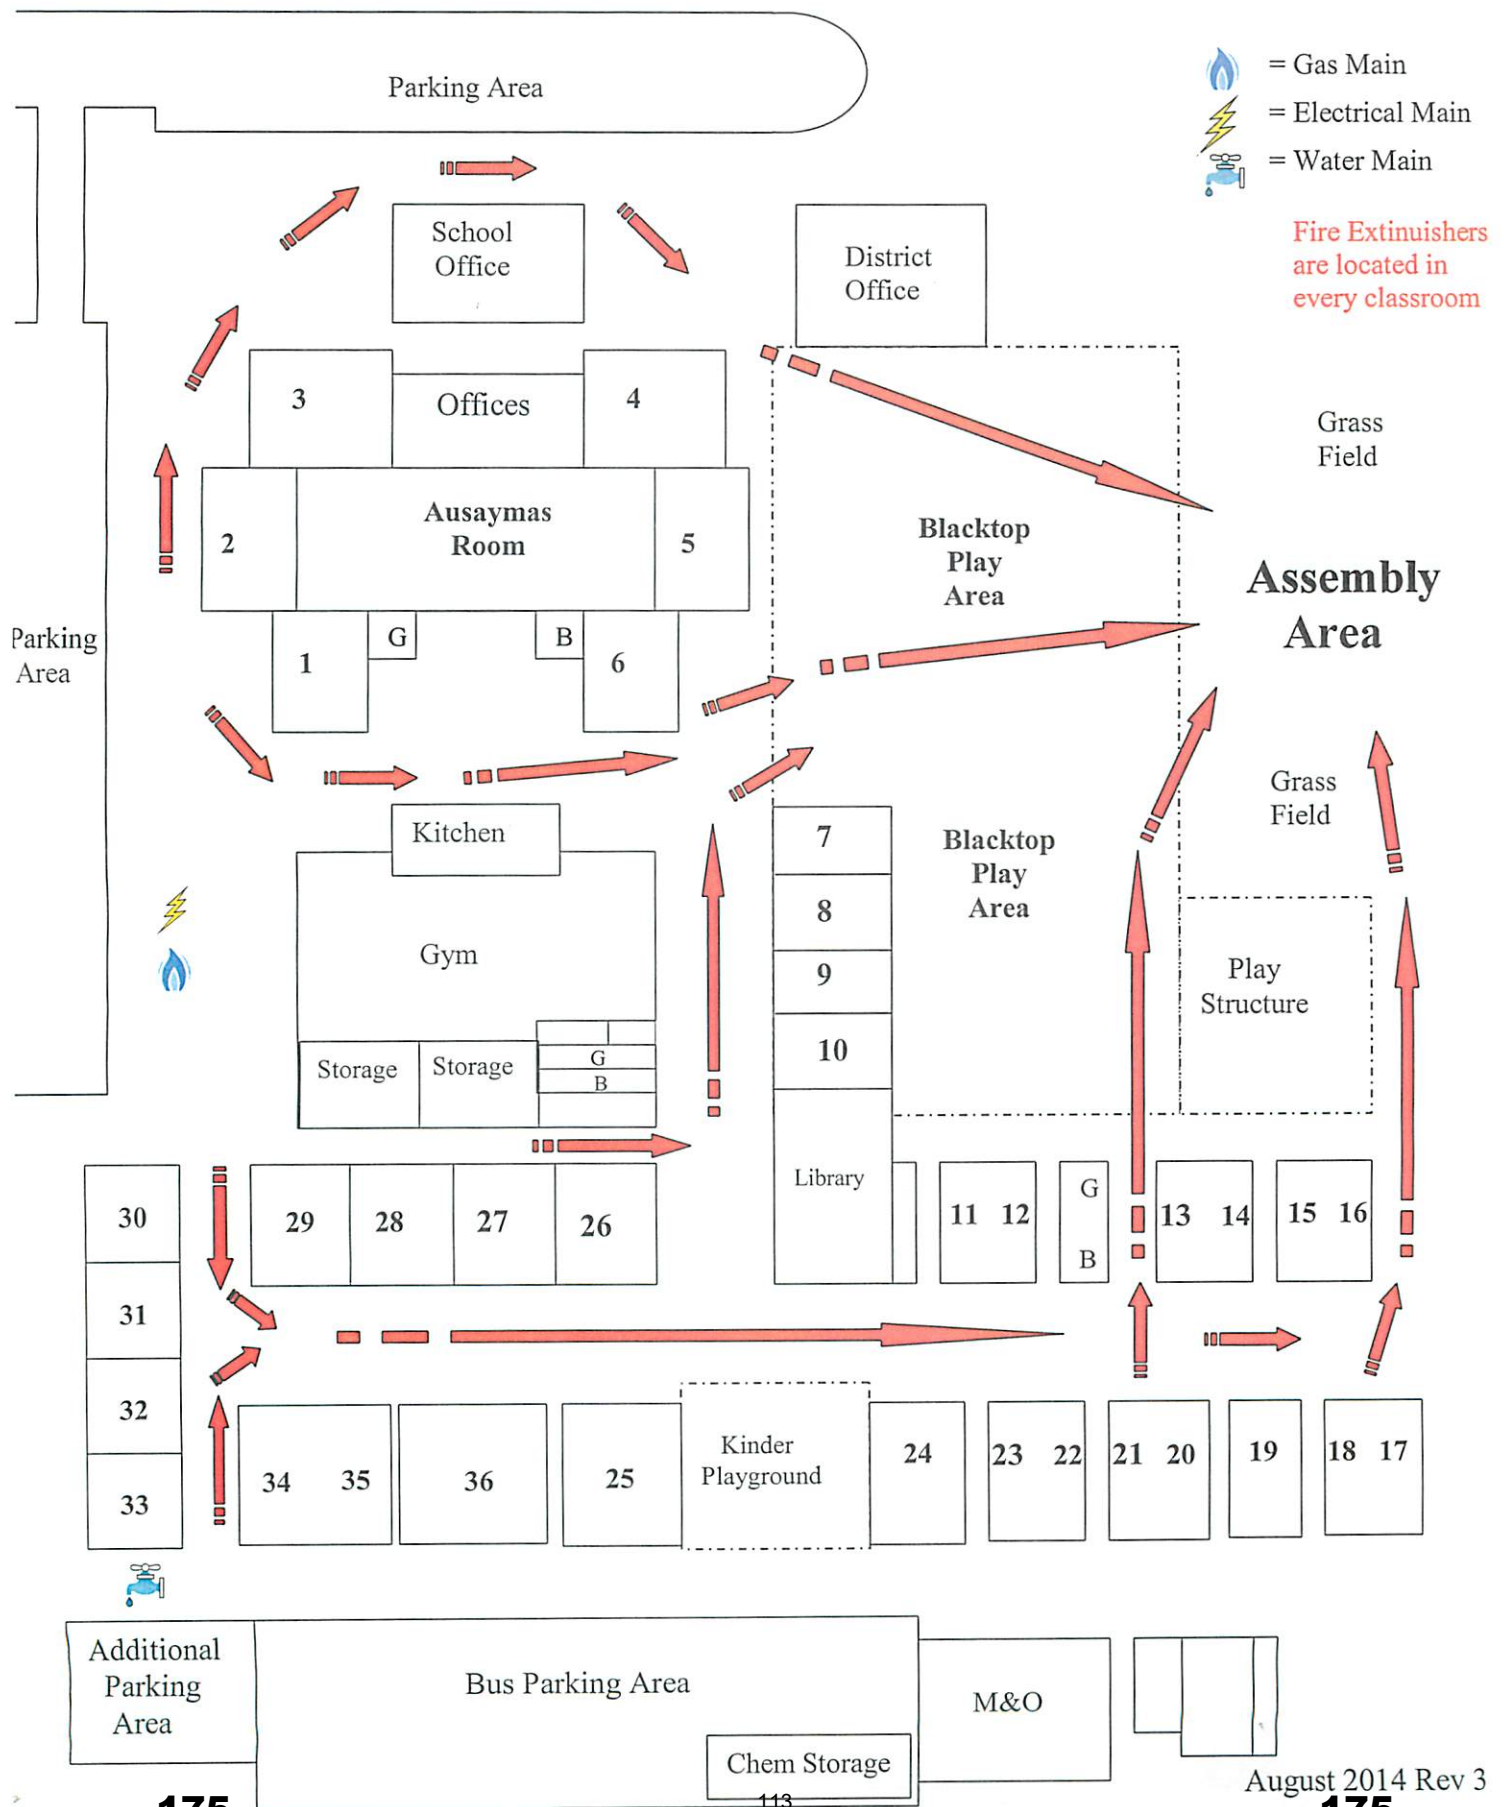 Parking Area
= Gas Main
= Electrical Main
= Water Main
Fire Extinuishers
are located in
every classroom
School
Office
District
Office
3
Offices
4
Grass
Field
2
Ausaymas
Room
5
Blacktop
Play
Area
Assembly
Area
Parking
Area
1
G
B
6
Kitchen
Gym
Storage
Storage
G
B
7
8
9
10
Library
Blacktop
Play
Area
Grass
Field
Play
Structure
30
31
32
33
29
28
27
26
11 12
G
B
13 14
15 16
34 35
36
25
Kinder
Playground
24
23 22
21 20
19
18 17
Additional
Parking
Area
Bus Parking Area
Chem Storage
M&O
August 2014 Rev 3
175
113
175